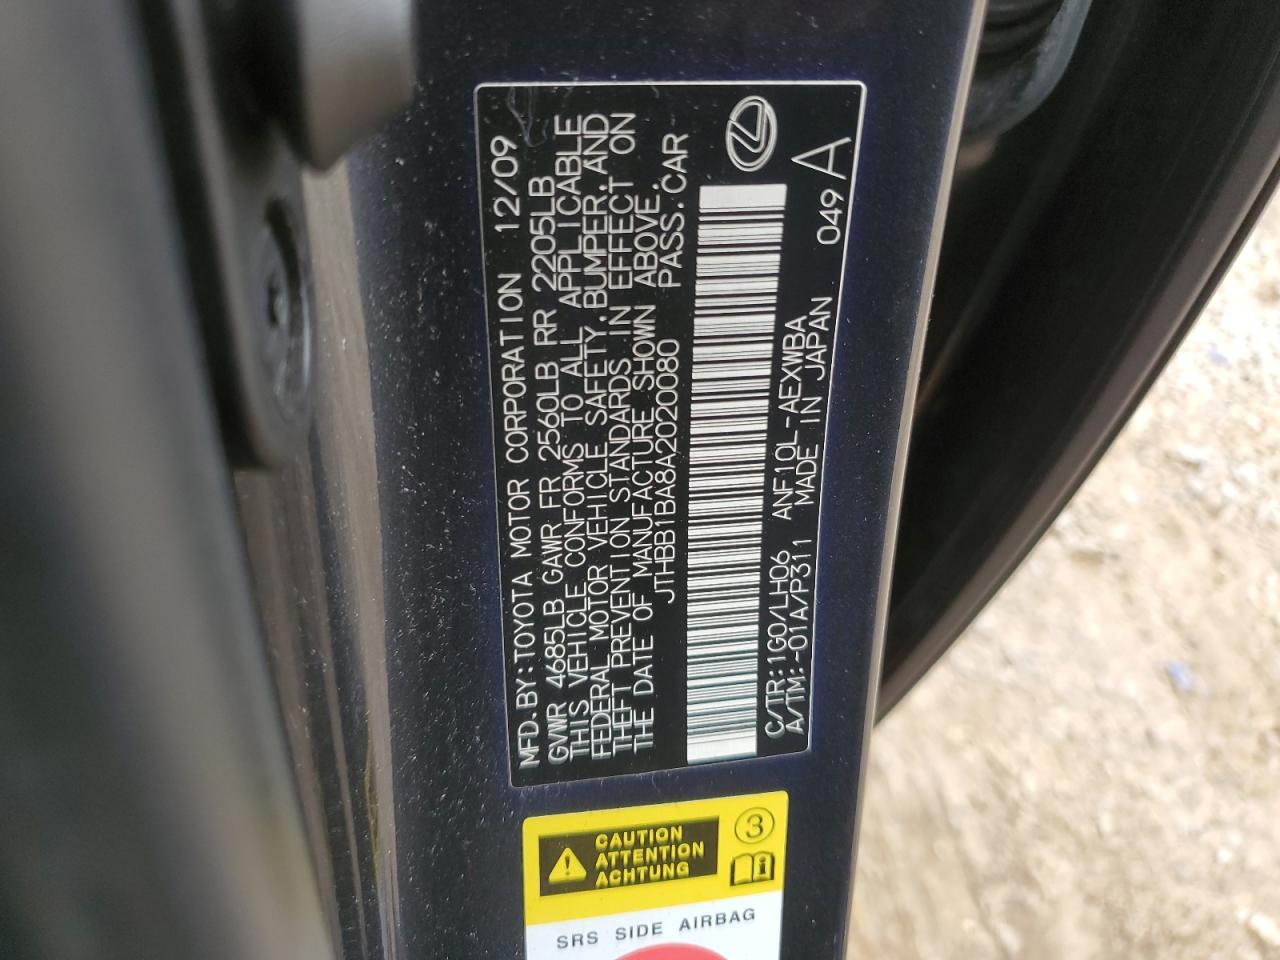 MFD. BY: TOYOTA MOTOR CORPORATION 12/09
GVWR 4685LB GAWR FR 2560LB RR 2205LB
THIS VEHICLE CONFORMS TO ALL APPLICABLE
FEDERAL MOTOR VEHICLE SAFETY, BUMPER, AND
THEFT PREVENTION STANDARDS IN EFFECT ON
THE DATE OF MANUFACTURE SHOWN ABOVE.
JTHBB1BA8A2020080 PASS. CAR
C/TR: 1G0/LH06 ANF10L-AEXWBA 049
A/TM: -01A/P311 MADE IN JAPAN A
CAUTION
ATTENTION
ACHTUNG
3
i
SRS SIDE AIRBAG